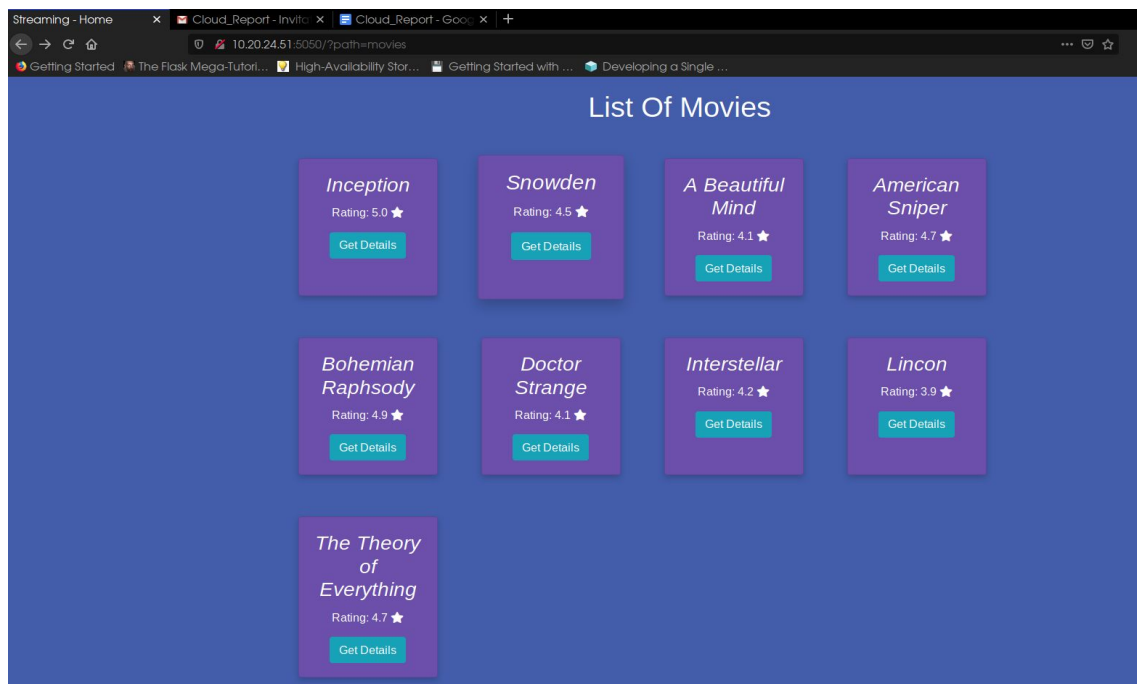 Streaming - Home
Cloud_Report - Invita
Cloud_Report - Goog
10.20.24.51:5050/?path=movies
Getting Started
The Flask Mega-Tutori...
High-Availability Stor...
Getting Started with ...
Developing a Single ...
List Of Movies
Inception
Rating: 5.0
Get Details
Snowden
Rating: 4.5
Get Details
A Beautiful
Mind
Rating: 4.1
Get Details
American
Sniper
Rating: 4.7
Get Details
Bohemian
Raphsody
Rating: 4.9
Get Details
Doctor
Strange
Rating: 4.1
Get Details
Interstellar
Rating: 4.2
Get Details
Lincon
Rating: 3.9
Get Details
The Theory
of
Everything
Rating: 4.7
Get Details